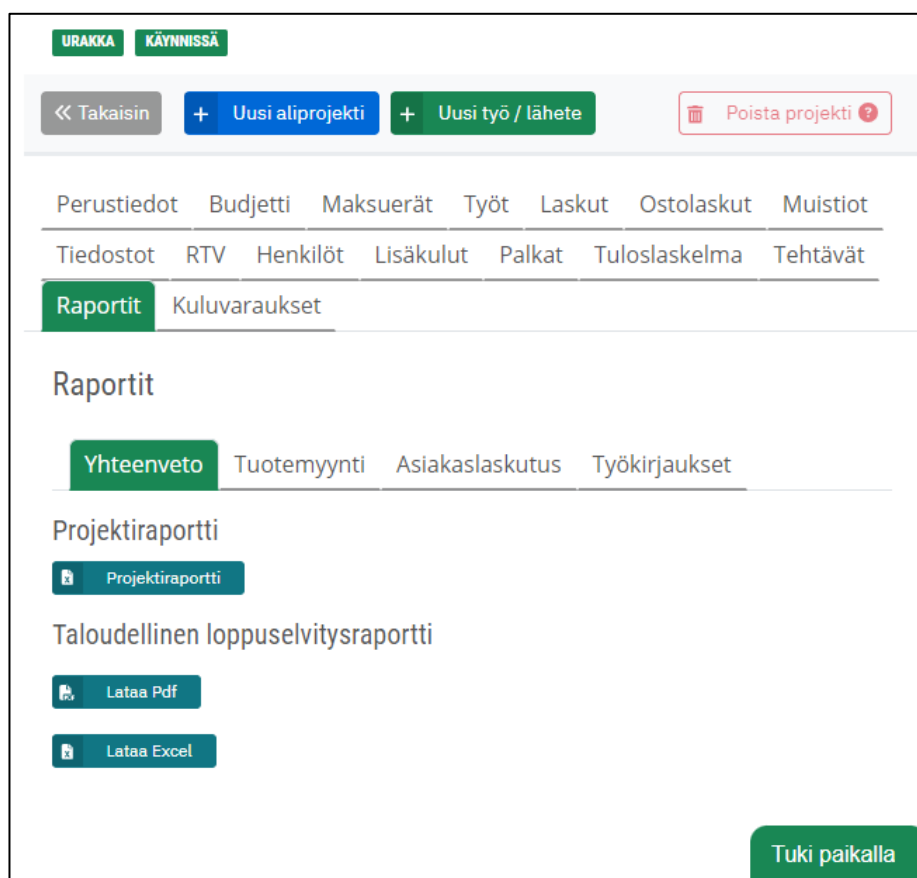 URAKKA KÄYNNISSÄ
Takaisin + Uusi aliprojekti + Uusi työ / lähete Poista projekti ?
Perustiedot Budjetti Maksuerät Työt Laskut Ostolaskut Muistiot
Tiedostot RTV Henkilöt Lisäkulut Palkat Tuloslaskelma Tehtävät
Raportit Kuluvaraukset
Raportit
Yhteenveto Tuotemyynti Asiakaslaskutus Työkirjaukset
Projektiraportti
Projektiraportti
Taloudellinen loppuselvitysraportti
Lataa Pdf
Lataa Excel
Tuki paikalla